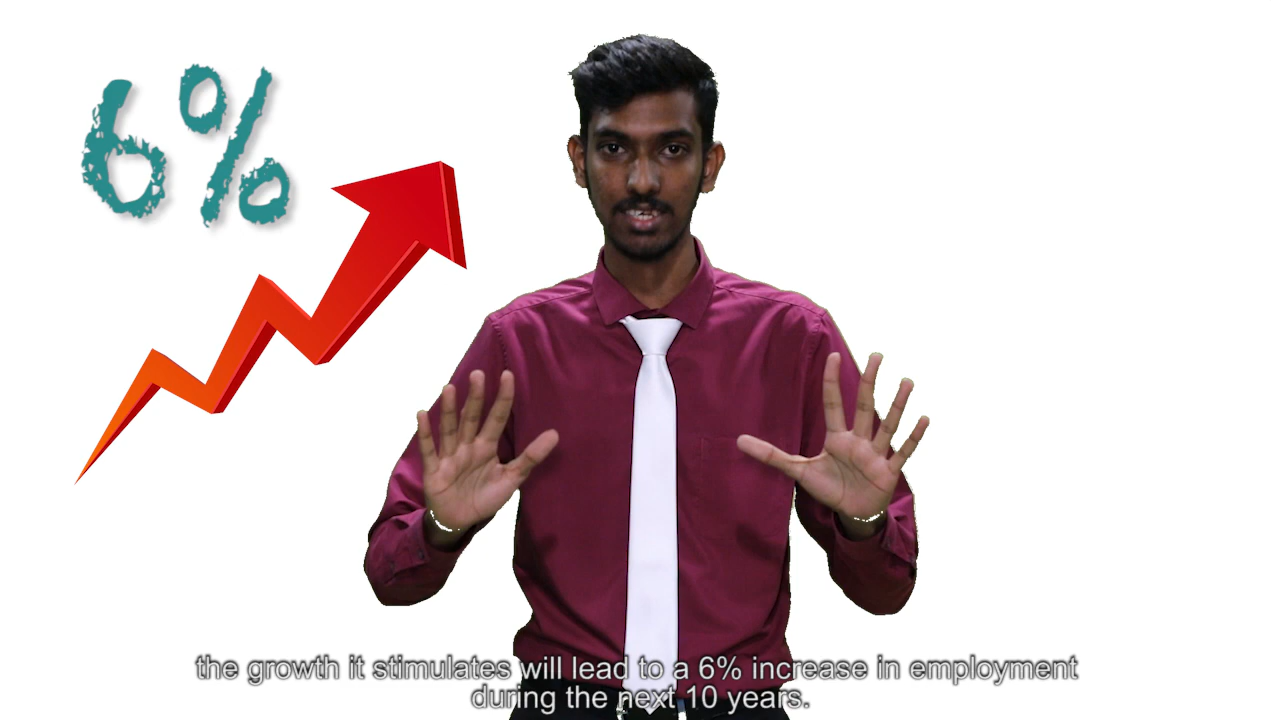 6%
the growth it stimulates will lead to a 6% increase in employment
during the next 10 years.